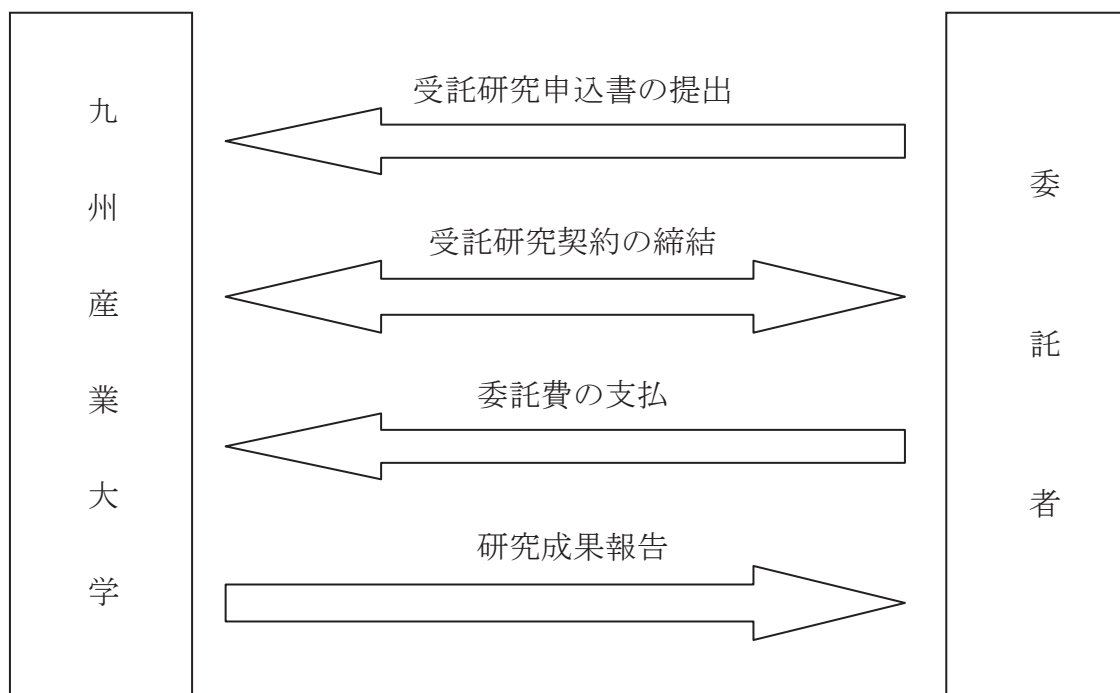 九州産業大学
受託研究申込書の提出
受託研究契約の締結
委託費の支払
研究成果報告
委託者